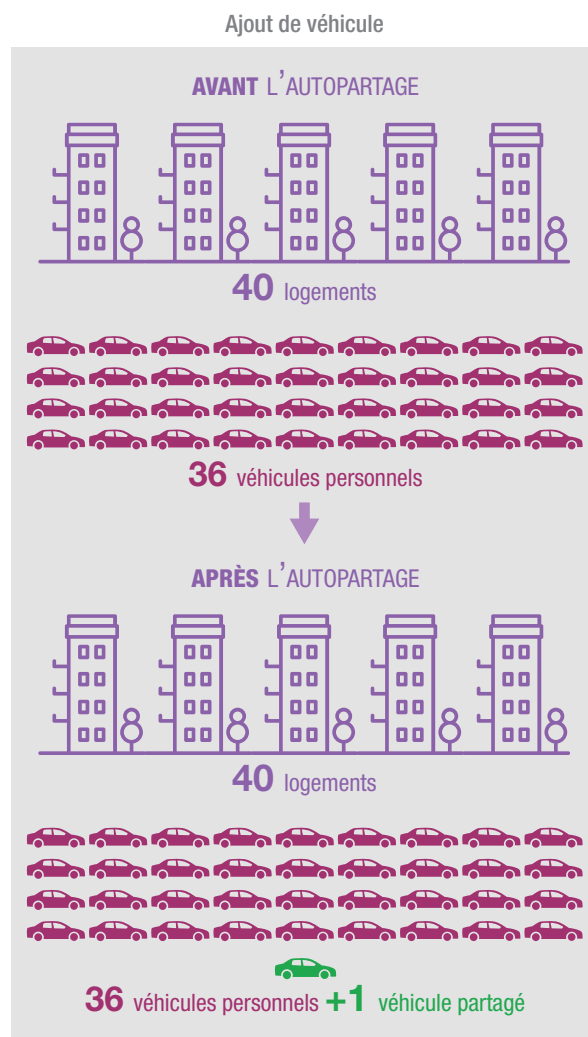 Ajout de véhicule
AVANT L'AUTOPARTAGE
40 logements
36 véhicules personnels
APRÈS L'AUTOPARTAGE
40 logements
36 véhicules personnels +1 véhicule partagé